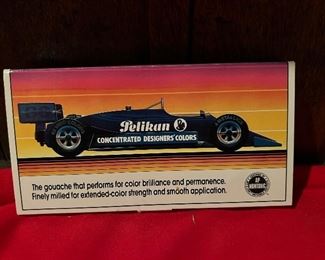 Pelikan
CONCENTRATED DESIGNERS' COLORS
The gouache that performs for color brilliance and permanence.
Finely milled for extended-color strength and smooth application.